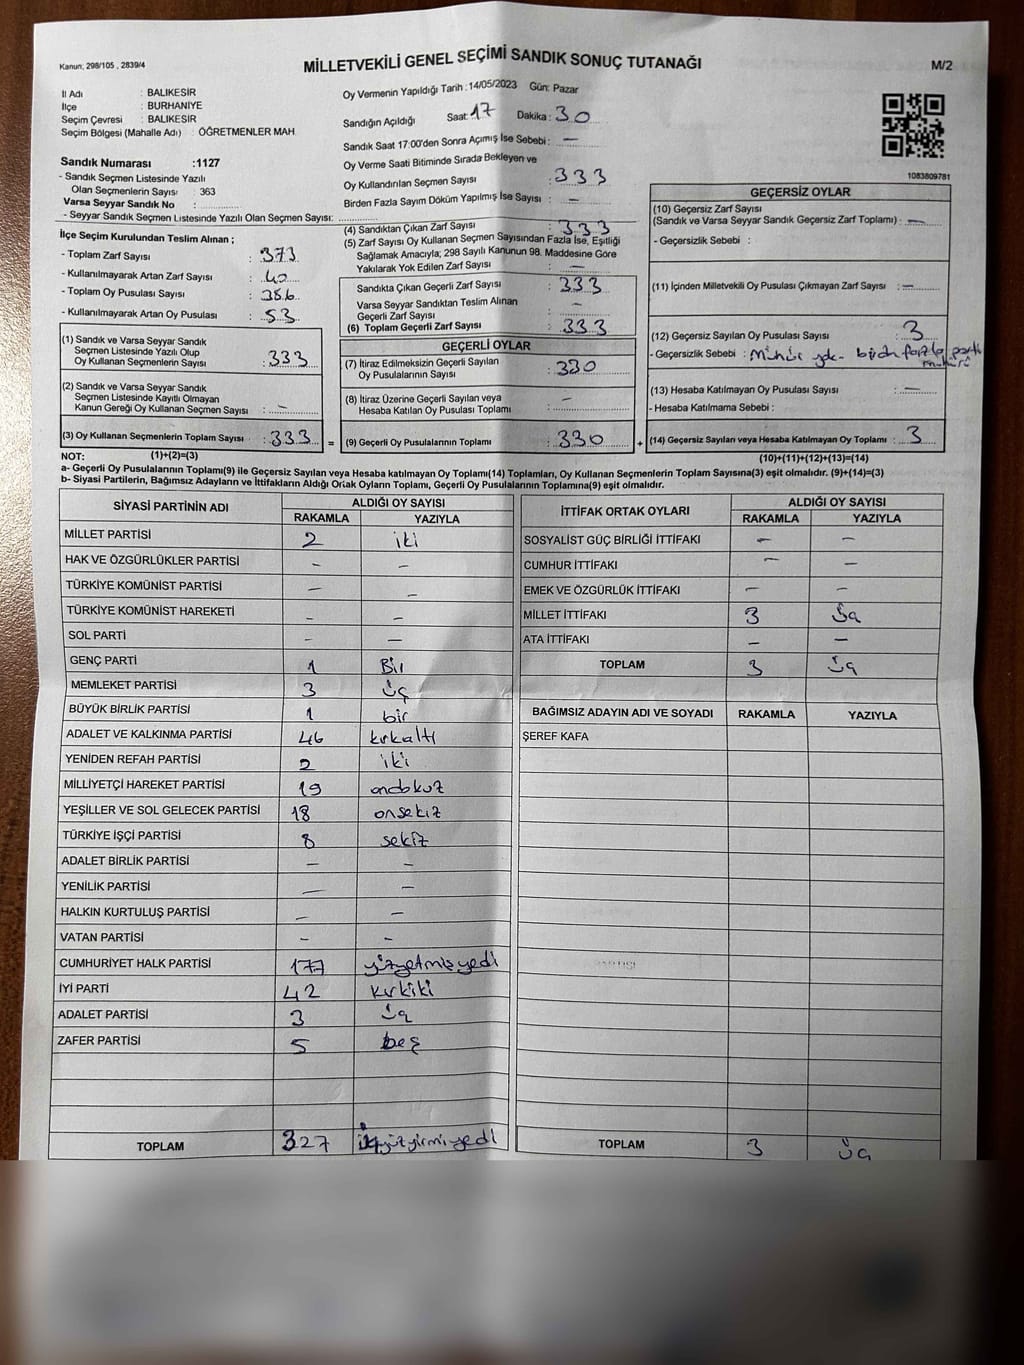 Kanun; 298/105 , 2839/4
MİLLETVEKİLİ GENEL SEÇİMİ SANDIK SONUÇ TUTANAĞI
M/2
İl Adı : BALIKESİR
İlçe : BURHANİYE
Seçim Çevresi : BALIKESİR
Seçim Bölgesi (Mahalle Adı) : ÖĞRETMENLER MAH.
Sandık Numarası :1127
- Sandık Seçmen Listesinde Yazılı
Olan Seçmenlerin Sayısı : 363
Varsa Seyyar Sandık No :
- Seyyar Sandık Seçmen Listesinde Yazılı Olan Seçmen Sayısı:
İlçe Seçim Kurulundan Teslim Alınan ;
- Toplam Zarf Sayısı : 373
- Kullanılmayarak Artan Zarf Sayısı : 40
- Toplam Oy Pusulası Sayısı : 386
- Kullanılmayarak Artan Oy Pusulası : 53
Oy Vermenin Yapıldığı Tarih :14/05/2023 Gün: Pazar
Sandığın Açıldığı Saat: 17 Dakika : 30
Sandık Saat 17:00'den Sonra Açımış İse Sebebi : -
Oy Verme Saati Bitiminde Sırada Bekleyen ve
Oy Kullandırılan Seçmen Sayısı : 333
Birden Fazla Sayım Döküm Yapılmış İse Sayısı : -
(4) Sandıktan Çıkan Zarf Sayısı : 333
(5) Zarf Sayısı Oy Kullanan Seçmen Sayısından Fazla İse, Eşitliği
Sağlamak Amacıyla; 298 Sayılı Kanunun 98. Maddesine Göre
Yakılarak Yok Edilen Zarf Sayısı : -
Sandıkta Çıkan Geçerli Zarf Sayısı : 333
Varsa Seyyar Sandıktan Teslim Alınan
Geçerli Zarf Sayısı :
(6) Toplam Geçerli Zarf Sayısı : 333
1083809781
GEÇERSİZ OYLAR
(10) Geçersiz Zarf Sayısı
(Sandık ve Varsa Seyyar Sandık Geçersiz Zarf Toplamı) : -
- Geçersizlik Sebebi :
(11) İçinden Milletvekili Oy Pusulası Çıkmayan Zarf Sayısı : -
(12) Geçersiz Sayılan Oy Pusulası Sayısı : 3
- Geçersizlik Sebebi : Mühür yok - birden fazla parti
(13) Hesaba Katılmayan Oy Pusulası Sayısı : -
- Hesaba Katılmama Sebebi :
(14) Geçersiz Sayılan veya Hesaba Katılmayan Oy Toplamı : 3
(10)+(11)+(12)+(13)=(14)
(1) Sandık ve Varsa Seyyar Sandık
Seçmen Listesinde Yazılı Olup
Oy Kullanan Seçmenlerin Sayısı : 333
(2) Sandık ve Varsa Seyyar Sandık
Seçmen Listesinde Kayıtlı Olmayan
Kanun Gereği Oy Kullanan Seçmen Sayısı : -
(3) Oy Kullanan Seçmenlerin Toplam Sayısı : 333 =
GEÇERLİ OYLAR
(7) İtiraz Edilmeksizin Geçerli Sayılan
Oy Pusulalarının Sayısı : 330
(8) İtiraz Üzerine Geçerli Sayılan veya
Hesaba Katılan Oy Pusulası Toplamı : -
(9) Geçerli Oy Pusulalarının Toplamı : 330 +
NOT: (1)+(2)=(3)
a- Geçerli Oy Pusulalarının Toplamı(9) ile Geçersiz Sayılan veya Hesaba katılmayan Oy Toplamı(14) Toplamları, Oy Kullanan Seçmenlerin Toplam Sayısına(3) eşit olmalıdır. (9)+(14)=(3)
b- Siyasi Partilerin, Bağımsız Adayların ve İttifakların Aldığı Ortak Oyların Toplamı, Geçerli Oy Pusulalarının Toplamına(9) eşit olmalıdır.
SİYASİ PARTİNİN ADI ALDIĞI OY SAYISI
RAKAMLA YAZIYLA
MİLLET PARTİSİ 2 iki
HAK VE ÖZGÜRLÜKLER PARTİSİ - -
TÜRKİYE KOMÜNİST PARTİSİ - -
TÜRKİYE KOMÜNİST HAREKETİ - -
SOL PARTİ - -
GENÇ PARTİ 1 Bir
MEMLEKET PARTİSİ 3 üç
BÜYÜK BİRLİK PARTİSİ 1 bir
ADALET VE KALKINMA PARTİSİ 46 kırkaltı
YENİDEN REFAH PARTİSİ 2 iki
MİLLİYETÇİ HAREKET PARTİSİ 19 ondokuz
YEŞİLLER VE SOL GELECEK PARTİSİ 18 onsekiz
TÜRKİYE İŞÇİ PARTİSİ 8 sekiz
ADALET BİRLİK PARTİSİ - -
YENİLİK PARTİSİ - -
HALKIN KURTULUŞ PARTİSİ - -
VATAN PARTİSİ - -
CUMHURİYET HALK PARTİSİ 177 yüzyetmişyedi
İYİ PARTİ 42 kırkiki
ADALET PARTİSİ 3 üç
ZAFER PARTİSİ 5 beş
TOPLAM 327 üçyüzyirmiyedi
İTTİFAK ORTAK OYLARI ALDIĞI OY SAYISI
RAKAMLA YAZIYLA
SOSYALİST GÜÇ BİRLİĞİ İTTİFAKI - -
CUMHUR İTTİFAKI - -
EMEK VE ÖZGÜRLÜK İTTİFAKI - -
MİLLET İTTİFAKI 3 üç
ATA İTTİFAKI - -
TOPLAM 3 üç
BAĞIMSIZ ADAYIN ADI VE SOYADI RAKAMLA YAZIYLA
ŞEREF KAFA
TOPLAM 3 üç